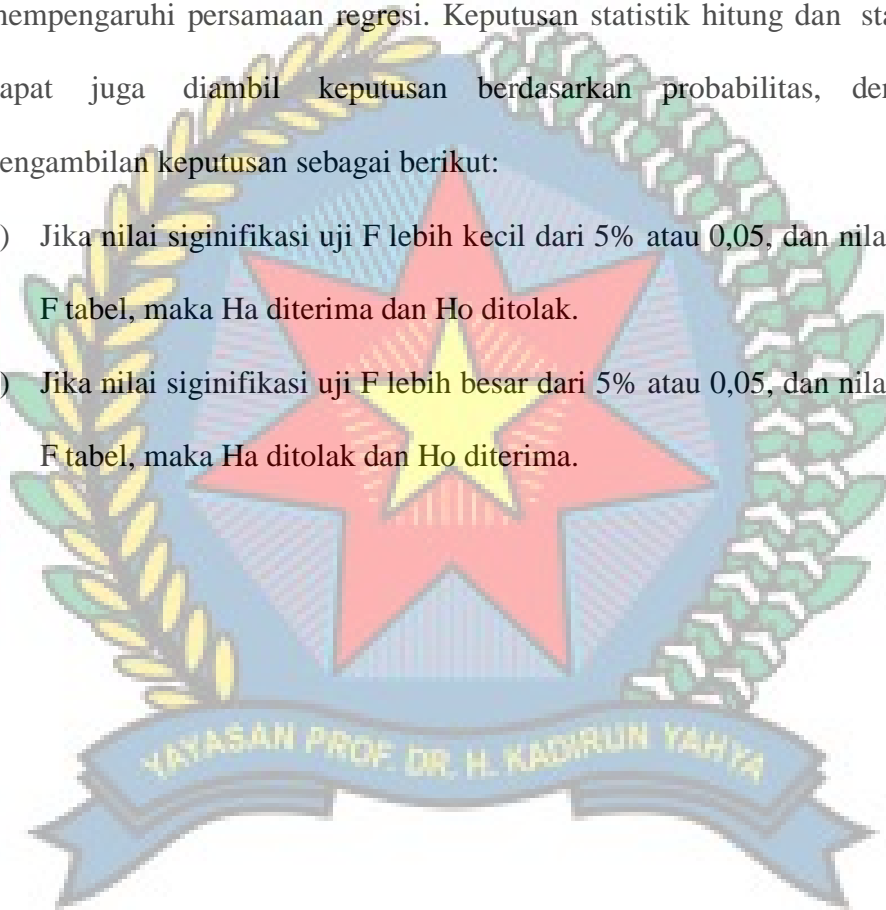 mempengaruhi persamaan regresi. Keputusan statistik hitung dan sta
apat juga diambil keputusan berdasarkan probabilitas, den
engambilan keputusan sebagai berikut:
) Jika nilai siginifikasi uji F lebih kecil dari 5% atau 0,05, dan nila
F tabel, maka Ha diterima dan Ho ditolak.
) Jika nilai siginifikasi uji F lebih besar dari 5% atau 0,05, dan nila
F tabel, maka Ha ditolak dan Ho diterima.
YAYASAN PROF. DR. H. KADIRUN YAHYA